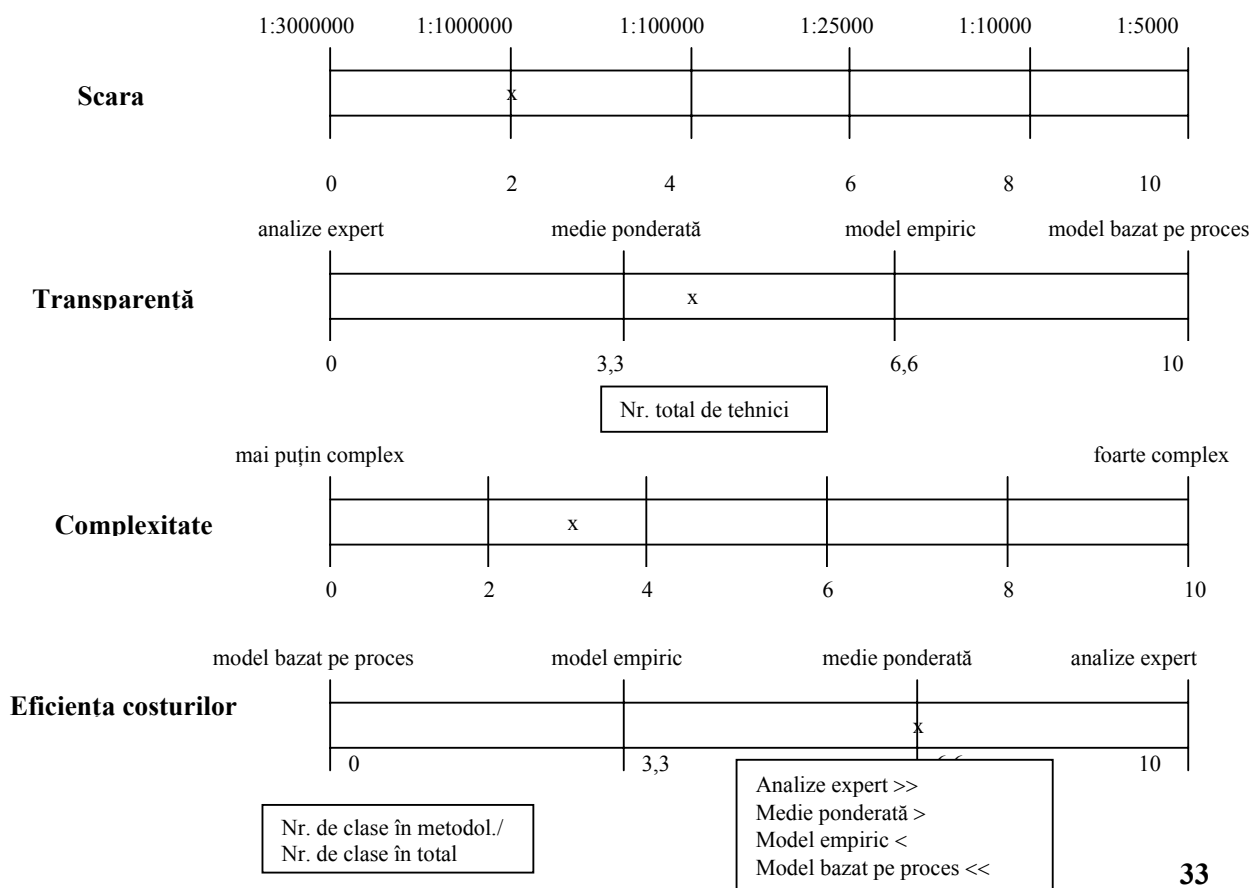 1:3000000 1:1000000 1:100000 1:25000 1:10000 1:5000
Scara
x
0 2 4 6 8 10
analize expert medie ponderată model empiric model bazat pe proces
Transparență
x
0 3,3 6,6 10
Nr. total de tehnici
mai puțin complex foarte complex
Complexitate
x
0 2 4 6 8 10
model bazat pe proces model empiric medie ponderată analize expert
Eficiența costurilor
x
0 3,3 10
Analize expert >>
Medie ponderată >
Model empiric <
Model bazat pe proces <<
Nr. de clase în metodol./
Nr. de clase în total
33